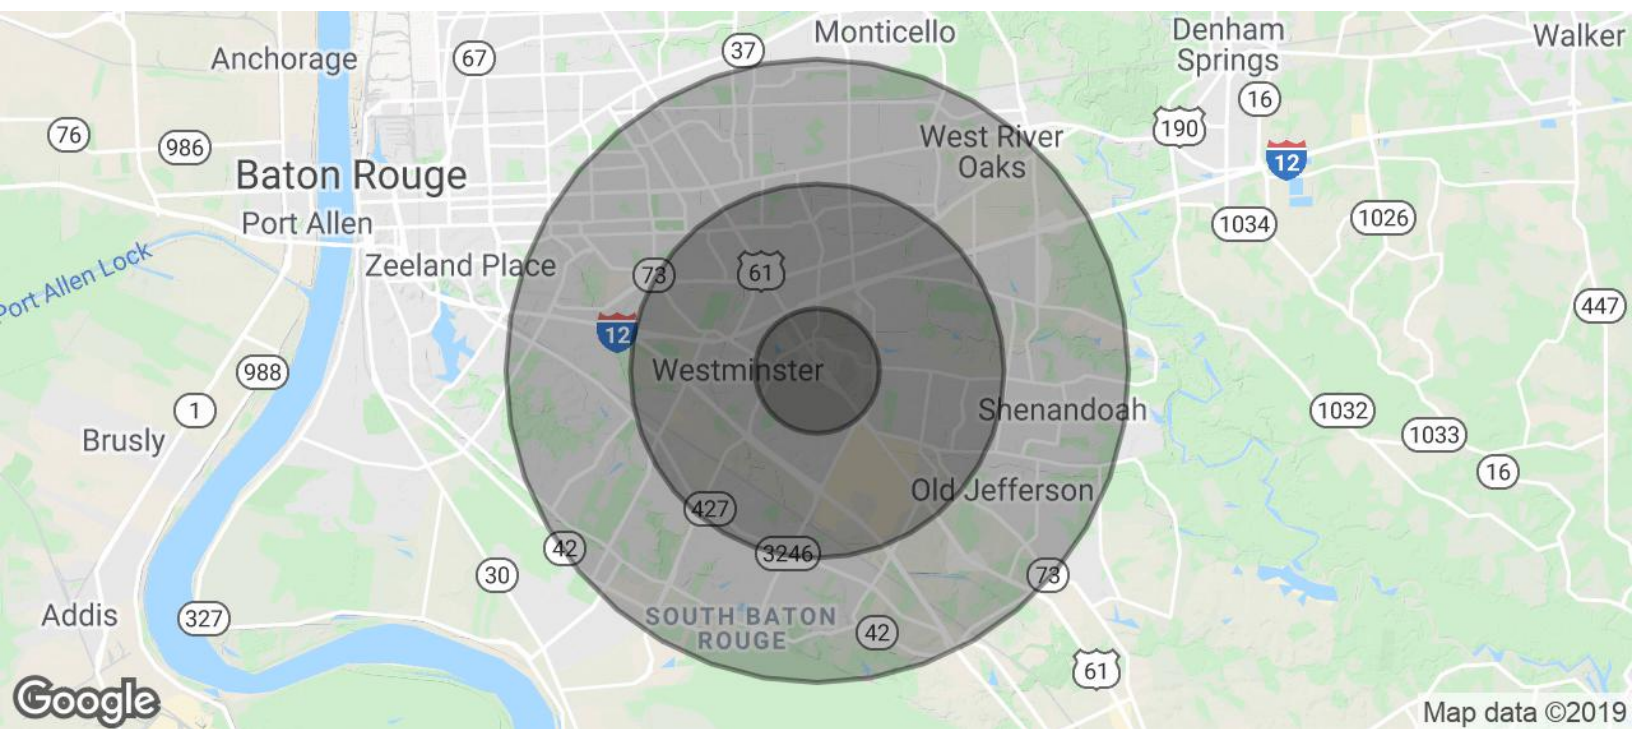 Monticello
Denham
Springs
Walker
Anchorage
67
37
16
76
986
190
West River
Oaks
12
Baton Rouge
Port Allen
1034
1026
Port Allen Lock
Zeeland Place
73
61
447
12
988
Westminster
1
Shenandoah
1032
1033
Brusly
16
Old Jefferson
427
42
3246
30
73
Addis
327
SOUTH BATON
ROUGE
42
61
Google
Map data ©2019